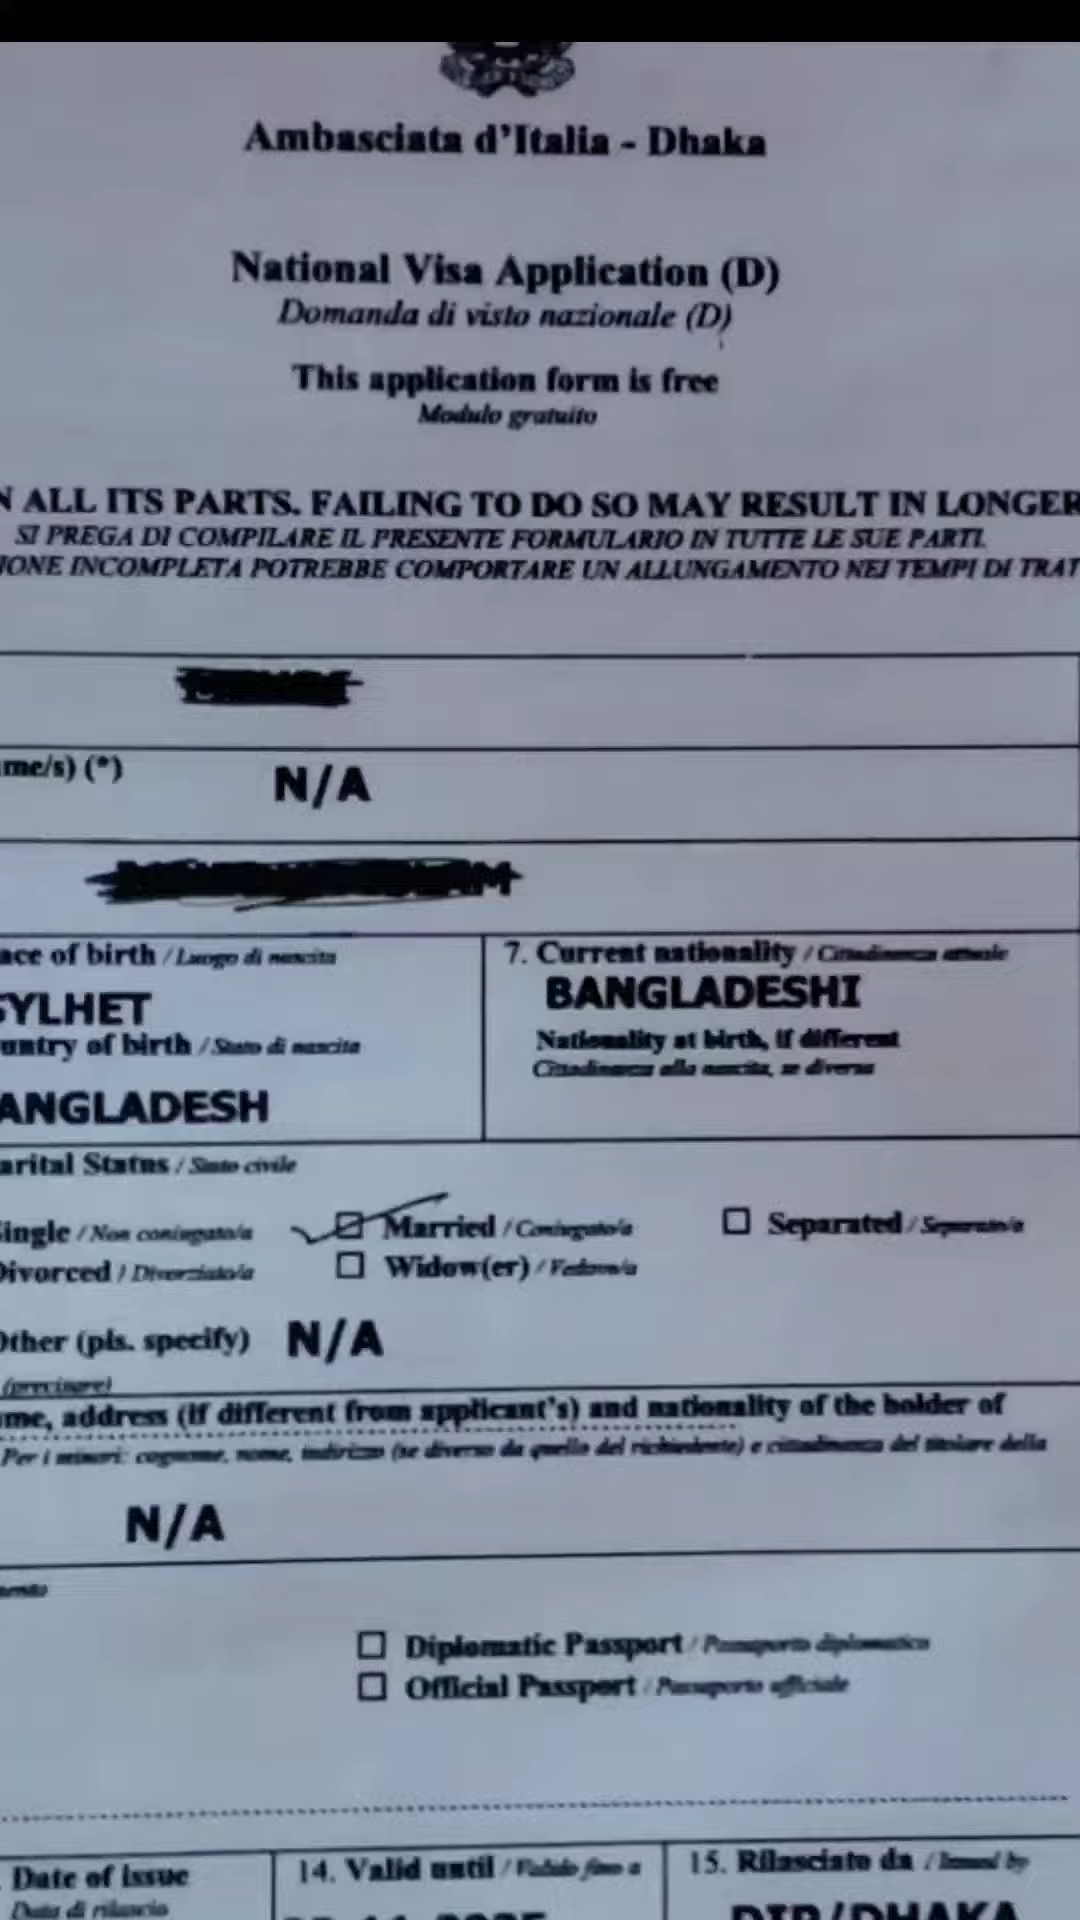 Ambasciata d'Italia - Dhaka
National Visa Application (D)
Domanda di visto nazionale (D)
This application form is free
Modulo gratuito
N ALL ITS PARTS. FAILING TO DO SO MAY RESULT IN LONGER
SI PREGA DI COMPILARE IL PRESENTE FORMULARIO IN TUTTE LE SUE PARTI.
IONE INCOMPLETA POTREBBE COMPORTARE UN ALLUNGAMENTO NEI TEMPI DI TRAT
me/s) (*)
N/A
ace of birth / Luogo di nascita
SYLHET
untry of birth / Stato di nascita
ANGLADESH
7. Current nationality / Cittadinanza attuale
BANGLADESHI
Nationality at birth, if different
Cittadinanza alla nascita, se diversa
arital Status / Stato civile
ingle / Non coniugato/a
Married / Coniugato/a
Separated / Separato/a
Divorced / Divorziato/a
Widow(er) / Vedovo/a
Other (pls. specify) N/A
(precisare)
me, address (if different from applicant's) and nationality of the holder of
Per i minori: cognome, nome, indirizzo (se diverso da quello del richiedente) e cittadinanza del titolare della
N/A
mento
Diplomatic Passport / Passaporto diplomatico
Official Passport / Passaporto ufficiale
Date of issue
Data di rilascio
14. Valid until / Valido fino a
15. Rilasciato da / Issued by
DIP/DHAKA